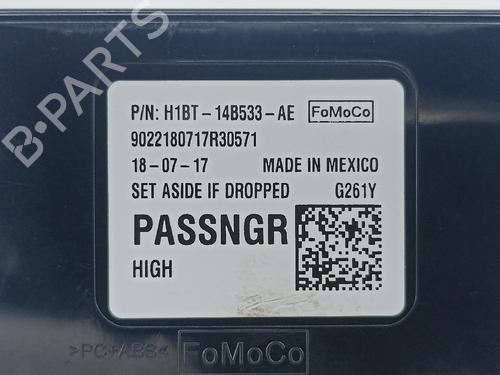 B-PARTS
P/N: H1BT-14B533-AE FoMoCo
9022180717R30571
18-07-17 MADE IN MEXICO
SET ASIDE IF DROPPED G261Y
PASSNGR
HIGH
>PC+ABS< FoMoCo